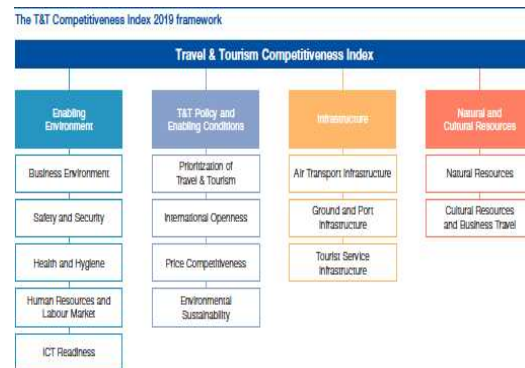 The T&T Competitiveness Index 2019 framework
Travel & Tourism Competitiveness Index
Enabling
Environment
Business Environment
Safety and Security
Health and Hygiene
Human Resources and
Labour Market
ICT Readiness
T&T Policy and
Enabling Conditions
Prioritization of
Travel & Tourism
International Openness
Price Competitiveness
Environmental
Sustainability
Infrastructure
Air Transport Infrastructure
Ground and Port
Infrastructure
Tourist Service
Infrastructure
Natural and
Cultural Resources
Natural Resources
Cultural Resources
and Business Travel